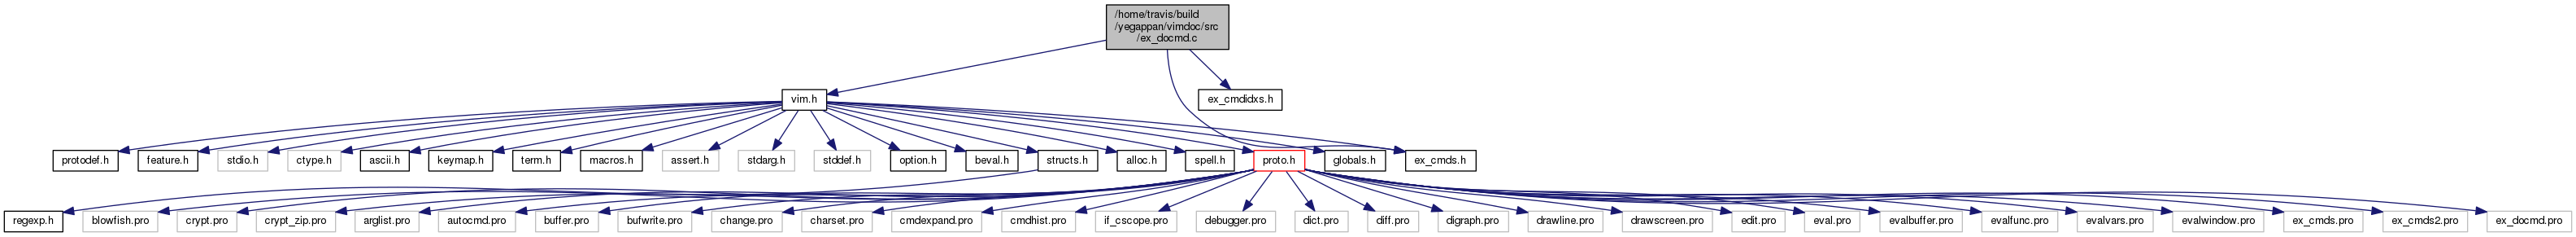 /home/travis/build
/yegappan/vimdoc/src
/ex_docmd.c
vim.h
ex_cmdidxs.h
protodef.h
feature.h
stdio.h
ctype.h
ascii.h
keymap.h
term.h
macros.h
assert.h
stdarg.h
stddef.h
option.h
beval.h
structs.h
alloc.h
spell.h
proto.h
globals.h
ex_cmds.h
regexp.h
blowfish.pro
crypt.pro
crypt_zip.pro
arglist.pro
autocmd.pro
buffer.pro
bufwrite.pro
change.pro
charset.pro
cmdexpand.pro
cmdhist.pro
if_cscope.pro
debugger.pro
dict.pro
diff.pro
digraph.pro
drawline.pro
drawscreen.pro
edit.pro
eval.pro
evalbuffer.pro
evalfunc.pro
evalvars.pro
evalwindow.pro
ex_cmds.pro
ex_cmds2.pro
ex_docmd.pro